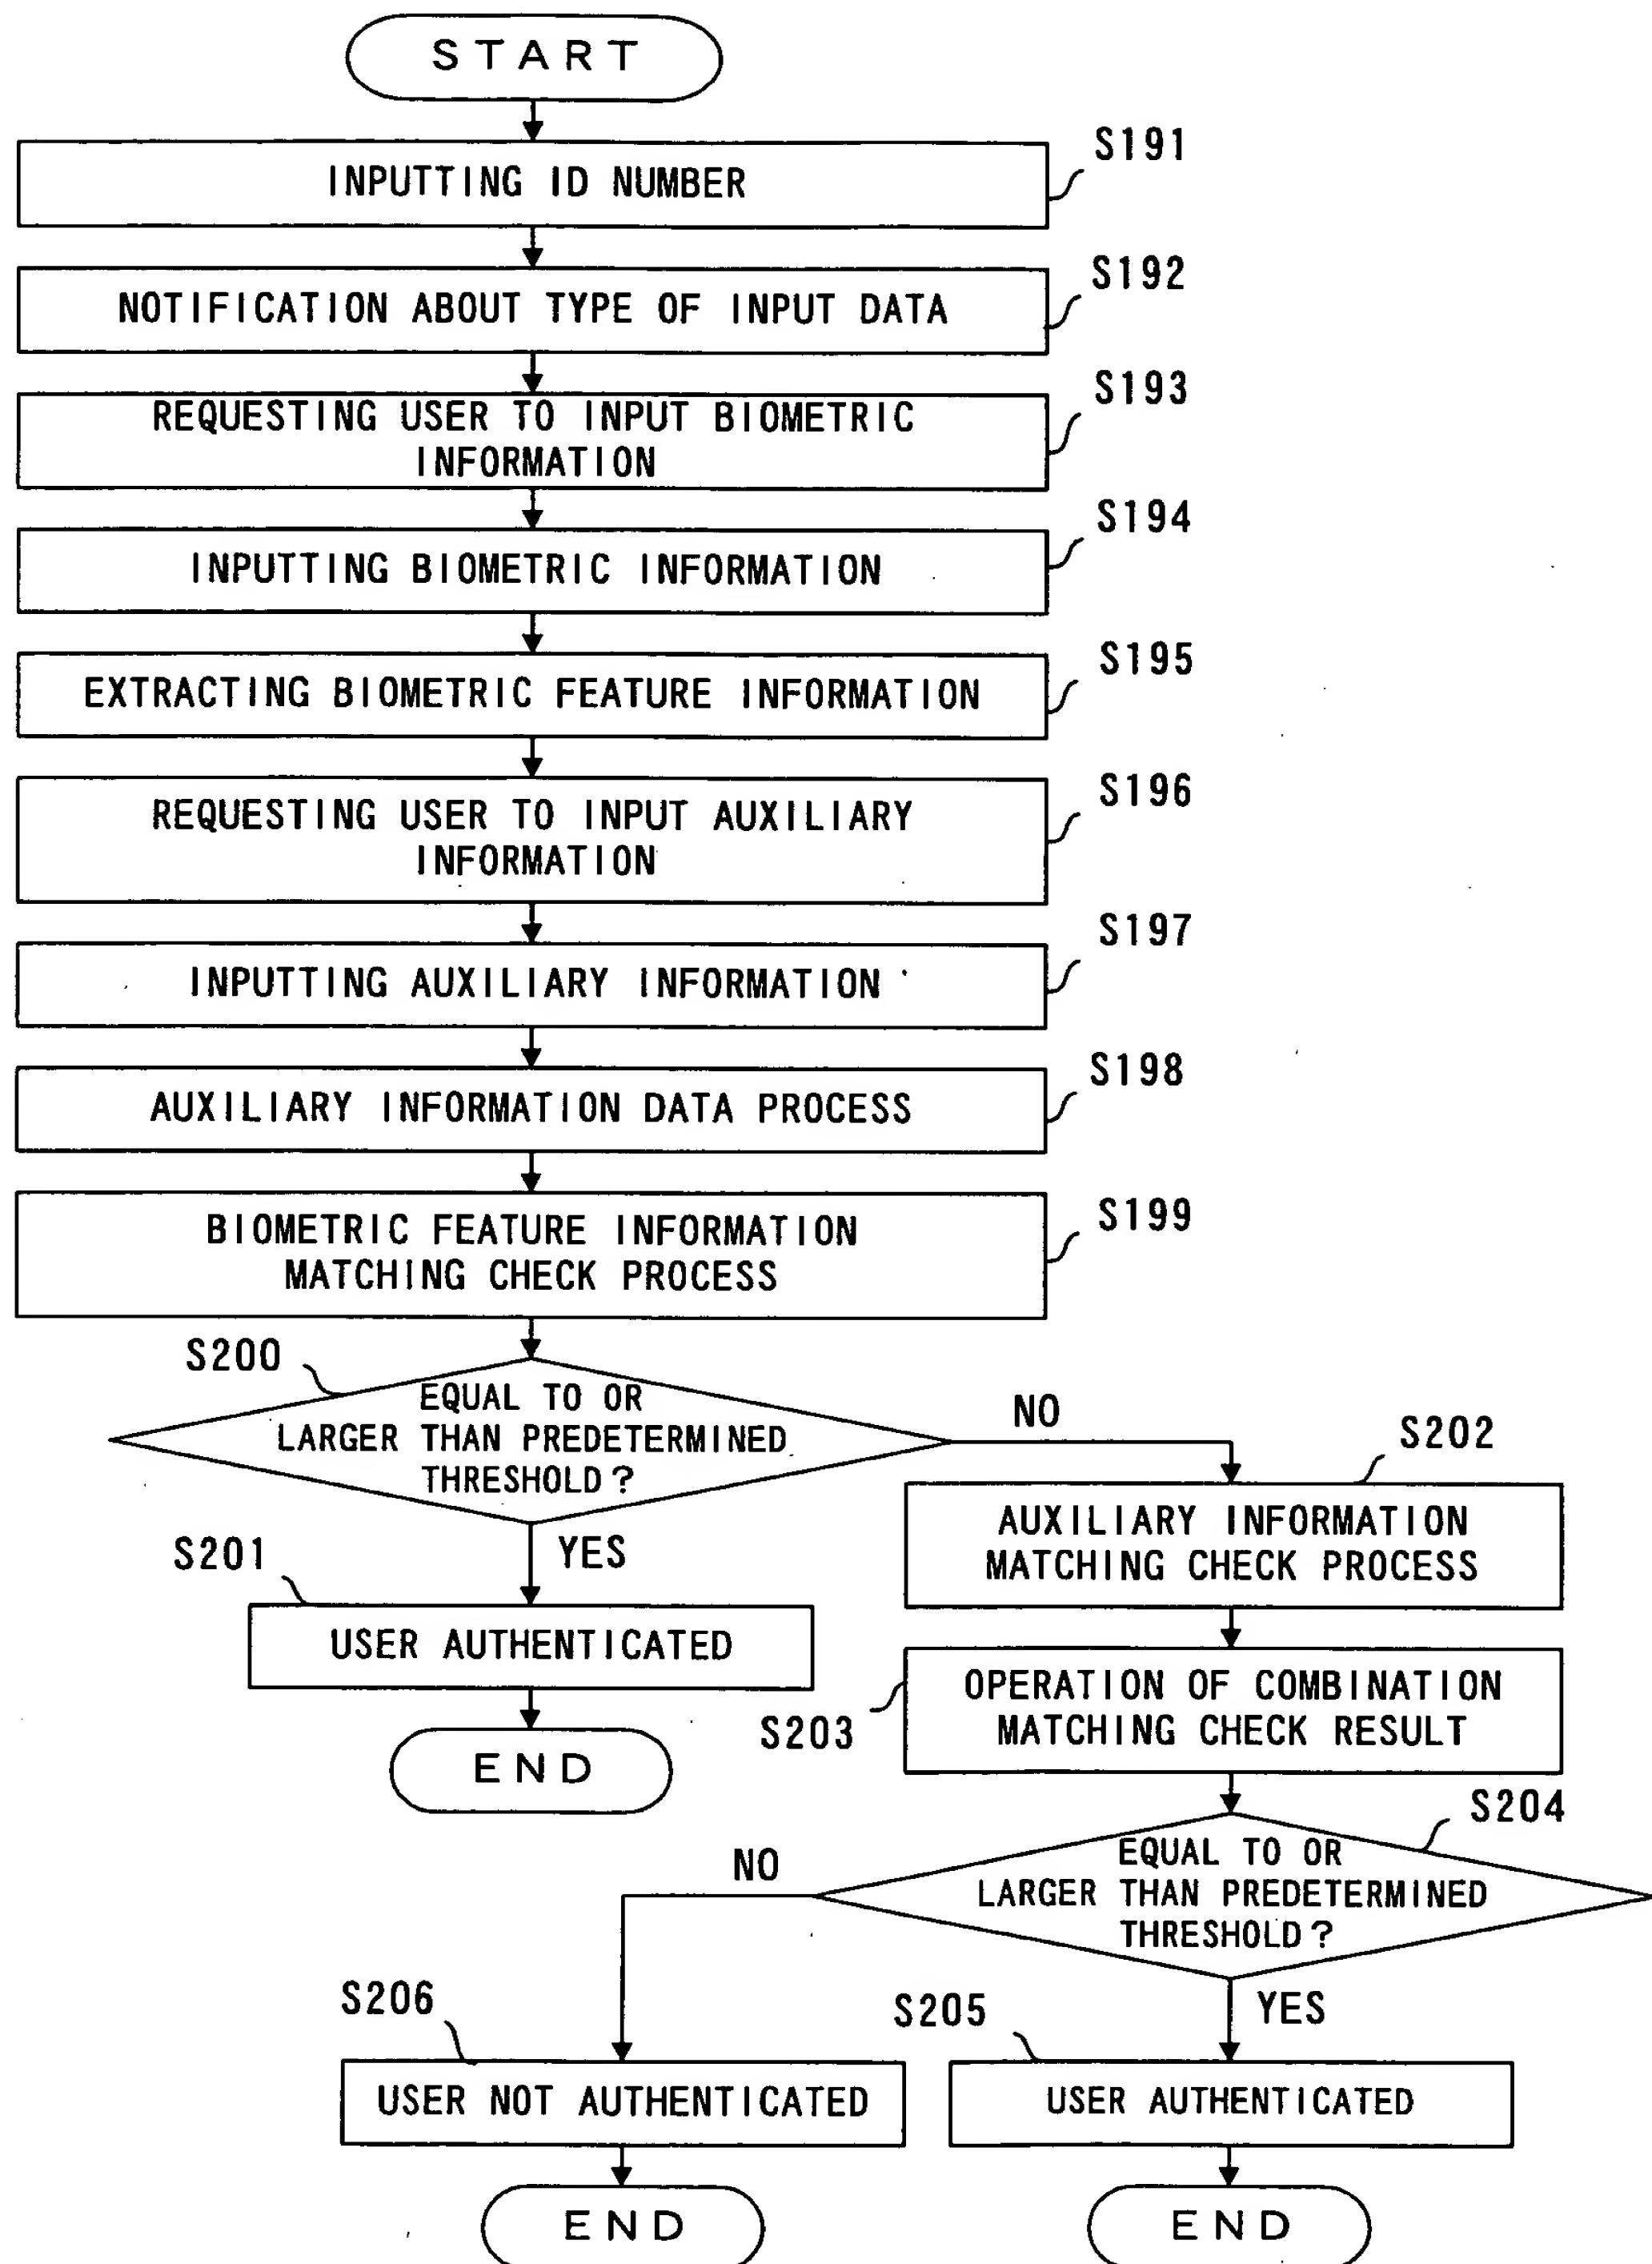 START
S191
INPUTTING ID NUMBER
S192
NOTIFICATION ABOUT TYPE OF INPUT DATA
S193
REQUESTING USER TO INPUT BIOMETRIC
INFORMATION
S194
INPUTTING BIOMETRIC INFORMATION
S195
EXTRACTING BIOMETRIC FEATURE INFORMATION
S196
REQUESTING USER TO INPUT AUXILIARY
INFORMATION
S197
INPUTTING AUXILIARY INFORMATION
S198
AUXILIARY INFORMATION DATA PROCESS
S199
BIOMETRIC FEATURE INFORMATION
MATCHING CHECK PROCESS
S200
EQUAL TO OR
LARGER THAN PREDETERMINED
THRESHOLD?
NO
YES
S201
USER AUTHENTICATED
END
S202
AUXILIARY INFORMATION
MATCHING CHECK PROCESS
S203
OPERATION OF COMBINATION
MATCHING CHECK RESULT
S204
EQUAL TO OR
LARGER THAN PREDETERMINED
THRESHOLD?
NO
YES
S206
USER NOT AUTHENTICATED
END
S205
USER AUTHENTICATED
END